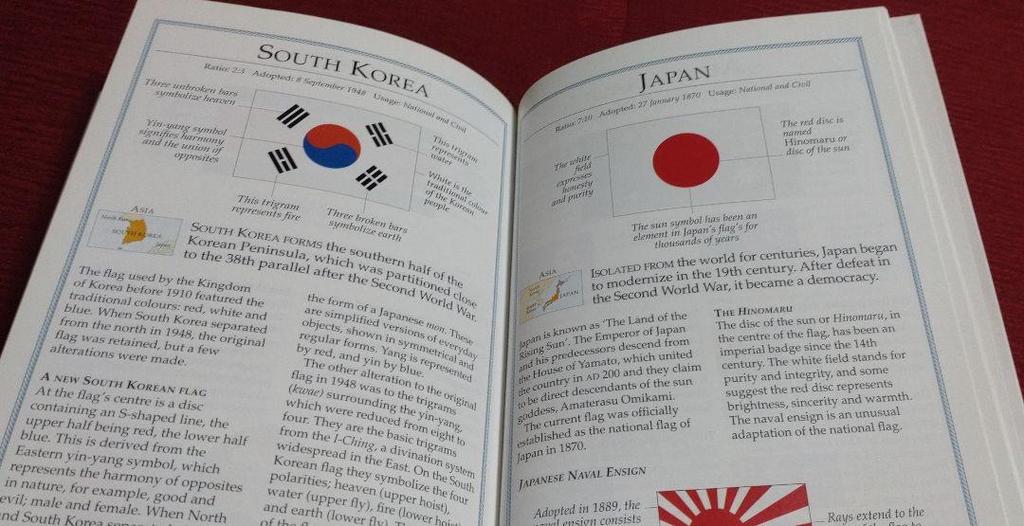 SOUTH KOREA
Ratio: 2:3 Adopted: 8 September 1948 Usage: National and Civil
Three unbroken bars
symbolize heaven
Yin-yang symbol
signifies harmony
and the union of
opposites
This trigram
represents
water
White is the
traditional colour
of the Korean
people
This trigram
represents fire
Three broken bars
symbolize earth
ASIA
North Korea
SOUTH KOREA
Japan
SOUTH KOREA FORMS the southern half of the
Korean Peninsula, which was partitioned close
to the 38th parallel after the Second World War.
The flag used by the Kingdom
of Korea before 1910 featured the
traditional colours: red, white and
blue. When South Korea separated
from the north in 1948, the original
flag was retained, but a few
alterations were made.
A NEW SOUTH KOREAN FLAG
At the flag's centre is a disc
containing an S-shaped line, the
upper half being red, the lower half
blue. This is derived from the
Eastern yin-yang symbol, which
represents the harmony of opposites
in nature, for example, good and
evil; male and female. When North
and South Korea
the form of a Japanese mon. These
are simplified versions of everyday
objects, shown in symmetrical and
regular forms. Yang is represented
by red, and yin by blue.
The other alteration to the original
flag in 1948 was to the trigrams
(kwae) surrounding the yin-yang,
which were reduced from eight to
four. They are the basic trigrams
from the I-Ching, a divination system
widespread in the East. On the South
Korean flag they symbolize the four
polarities; heaven (upper hoist),
water (upper fly), fire (lower hoist),
and earth (lower fly). The
of the
JAPAN
Ratio: 7:10 Adopted: 27 January 1870 Usage: National and Civil
The white
field
expresses
honesty
and purity
The red disc is
named
Hinomaru or
disc of the sun
The sun symbol has been an
element in Japan's flag's for
thousands of years
ASIA
JAPAN
ISOLATED FROM the world for centuries, Japan began
to modernize in the 19th century. After defeat in
the Second World War, it became a democracy.
Japan is known as 'The Land of the
Rising Sun'. The Emperor of Japan
and his predecessors descend from
the House of Yamato, which united
the country in AD 200 and they claim
to be direct descendants of the sun
goddess, Amaterasu Omikami.
The current flag was officially
established as the national flag of
Japan in 1870.
THE HINOMARU
The disc of the sun or Hinomaru, in
the centre of the flag, has been an
imperial badge since the 14th
century. The white field stands for
purity and integrity, and some
suggest the red disc represents
brightness, sincerity and warmth.
The naval ensign is an unusual
adaptation of the national flag.
JAPANESE NAVAL ENSIGN
Adopted in 1889, the
naval ensign consists
Rays extend to the